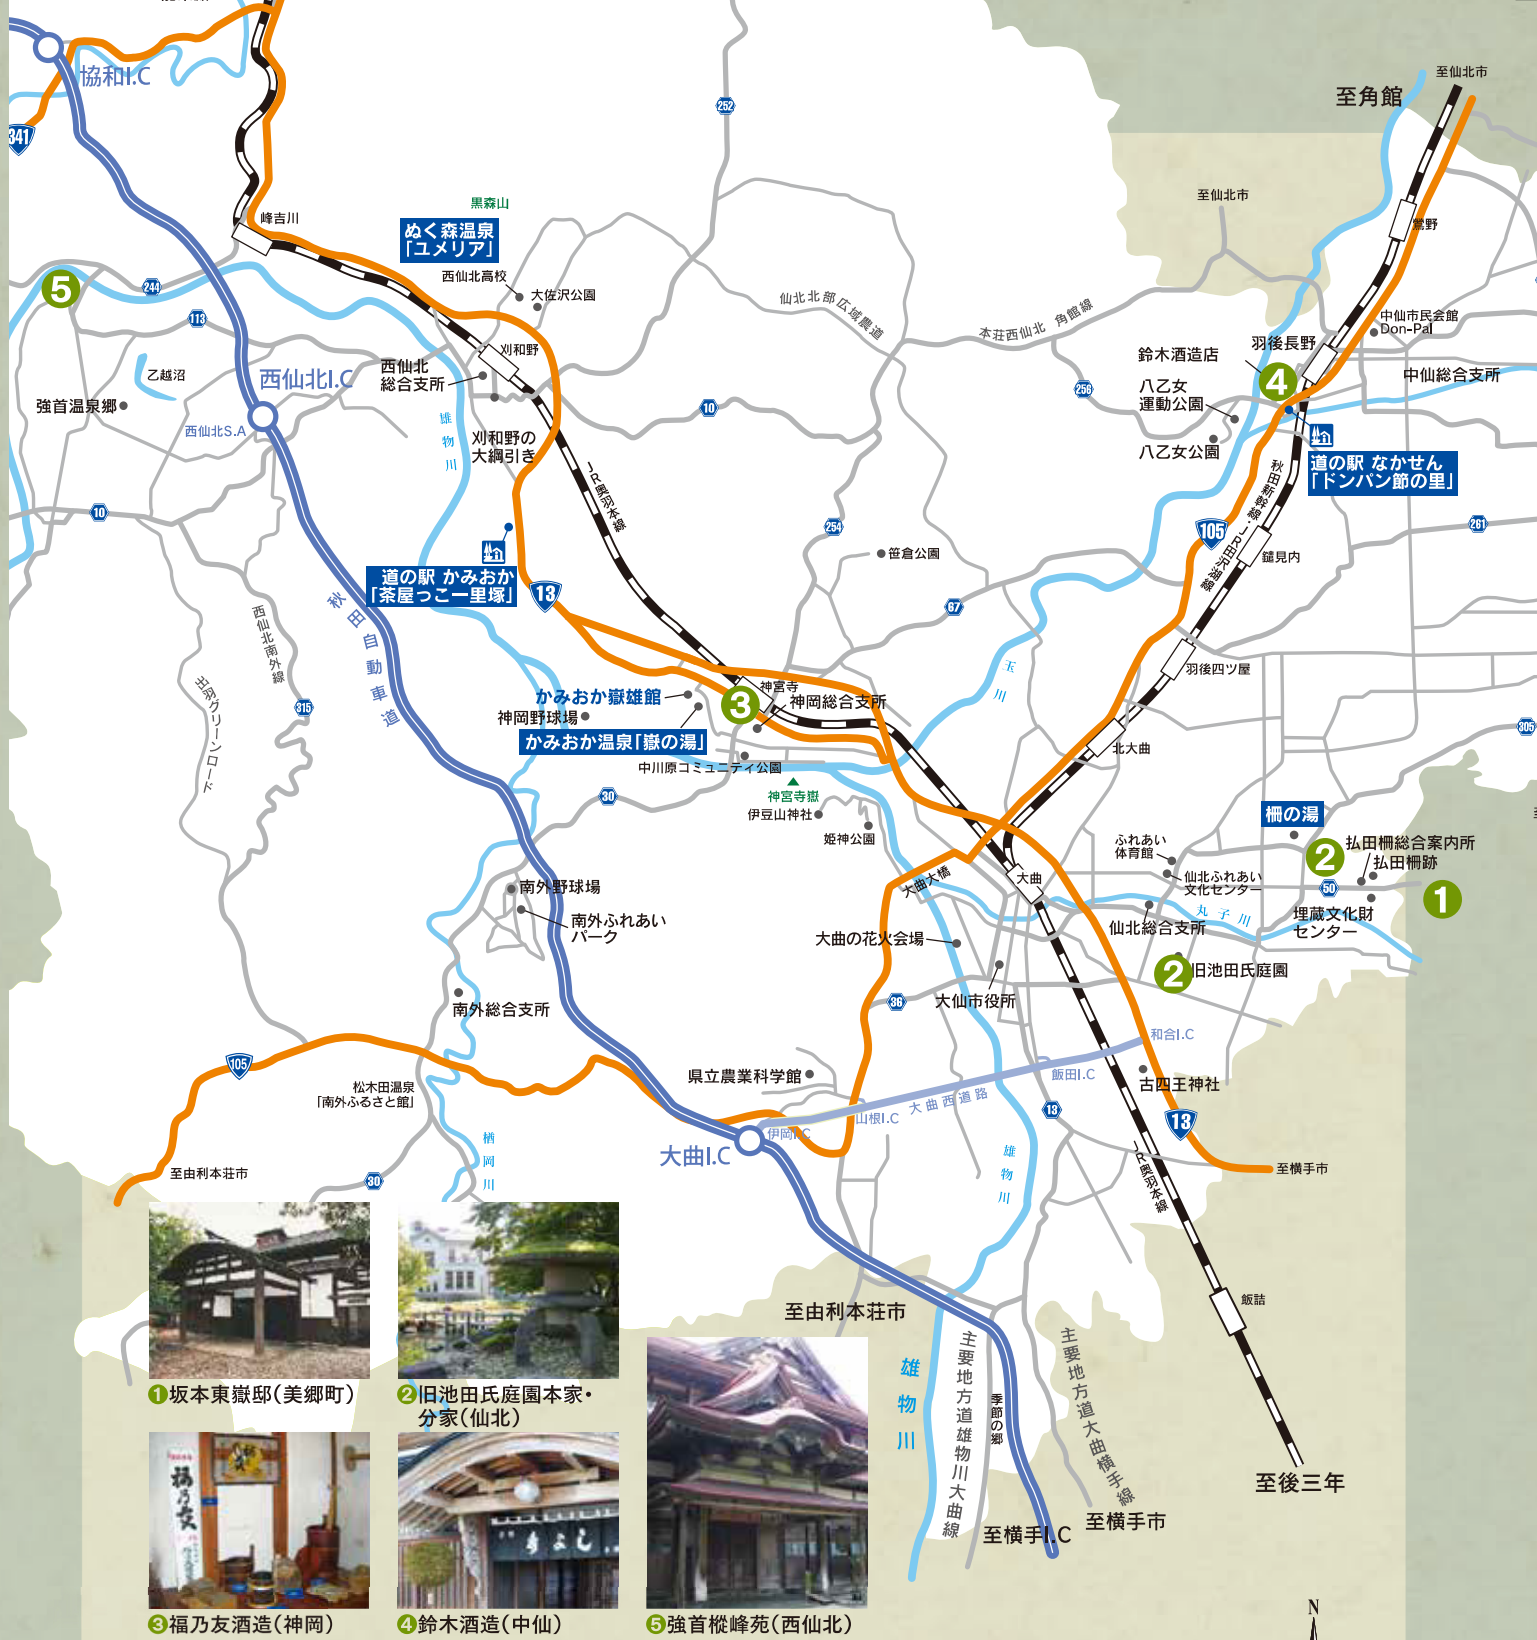 協和I.C
341
252
至仙北市
至角館
至仙北市
鶯野
峰吉川
黒森山
ぬく森温泉
「ユメリア」
西仙北高校
大佐沢公園
仙北北部広域農道
本荘西仙北 角館線
中仙市民会館
Don-Pal
羽後長野
鈴木酒造店
4
中仙総合支所
八乙女
運動公園
八乙女公園
256
道の駅 なかせん
「ドンパン節の里」
5
244
113
乙越沼
強首温泉郷
西仙北I.C
西仙北S.A
西仙北
総合支所
刈和野
雄物川
刈和野の
大綱引き
10
10
JR奥羽本線
254
笹倉公園
67
秋田新幹線・JR田沢湖線
105
鑓見内
261
道の駅 かみおか
「茶屋っこ一里塚」
13
秋田自動車道
西仙北南外線
出羽グリーンロード
315
玉川
羽後四ツ屋
北大曲
305
かみおか嶽雄館
神岡野球場
かみおか温泉「嶽の湯」
3
神宮寺
神岡総合支所
中川原コミュニティ公園
神宮寺嶽
伊豆山神社
姫神公園
30
柵の湯
ふれあい
体育館
仙北ふれあい
文化センター
2
払田柵総合案内所
払田柵跡
50
1
埋蔵文化財
センター
丸子川
仙北総合支所
2
旧池田氏庭園
大曲
大曲大橋
大曲の花火会場
大仙市役所
36
南外野球場
南外ふれあい
パーク
南外総合支所
105
松木田温泉
「南外ふるさと館」
楢岡川
至由利本荘市
30
県立農業科学館
大曲I.C
伊岡I.C
山根I.C
大曲西道路
飯田I.C
和合I.C
古四王神社
13
13
至横手市
雄物川
JR奥羽本線
飯詰
至由利本荘市
雄物川
主要地方道雄物川大曲線
季節の郷
主要地方道大曲横手線
至後三年
至横手I.C
至横手市
N
1坂本東嶽邸(美郷町)
2旧池田氏庭園本家・
分家(仙北)
福乃友
3福乃友酒造(神岡)
4鈴木酒造(中仙)
5強首樅峰苑(西仙北)